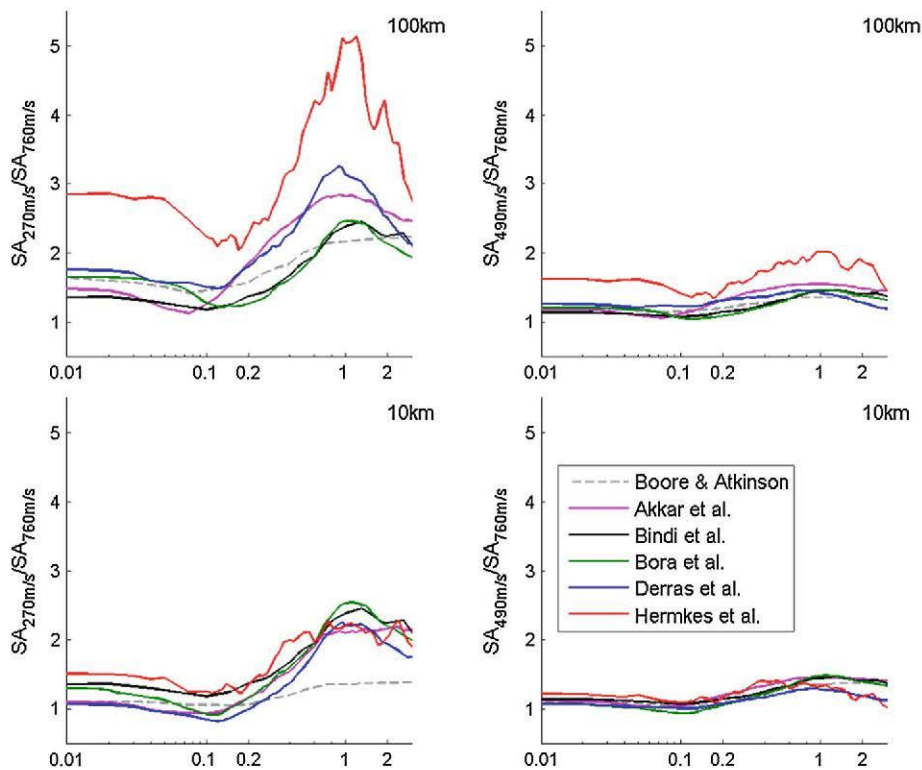 100km
5
4
3
2
1
SA270m/s/SA760m/s
0.01 0.1 0.2 1 2
100km
5
4
3
2
1
SA490m/s/SA760m/s
0.01 0.1 0.2 1 2
10km
5
4
3
2
1
SA270m/s/SA760m/s
0.01 0.1 0.2 1 2
10km
5
4
3
2
1
SA490m/s/SA760m/s
Boore & Atkinson
Akkar et al.
Bindi et al.
Bora et al.
Derras et al.
Hermkes et al.
0.01 0.1 0.2 1 2